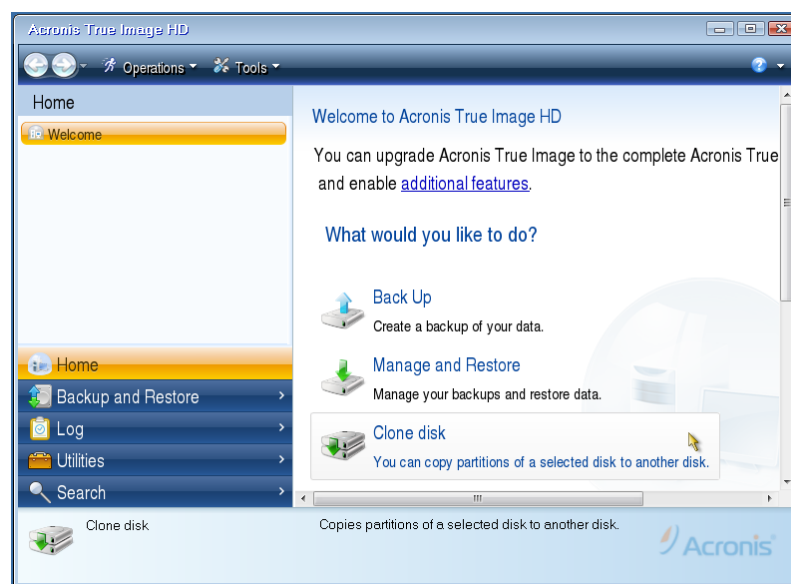 Acronis True Image HD
Operations Tools
Home
Welcome
Home
Backup and Restore
Log
Utilities
Search
Welcome to Acronis True Image HD
You can upgrade Acronis True Image to the complete Acronis True
and enable additional features.
What would you like to do?
Back Up
Create a backup of your data.
Manage and Restore
Manage your backups and restore data.
Clone disk
You can copy partitions of a selected disk to another disk.
Clone disk
Copies partitions of a selected disk to another disk.
Acronis